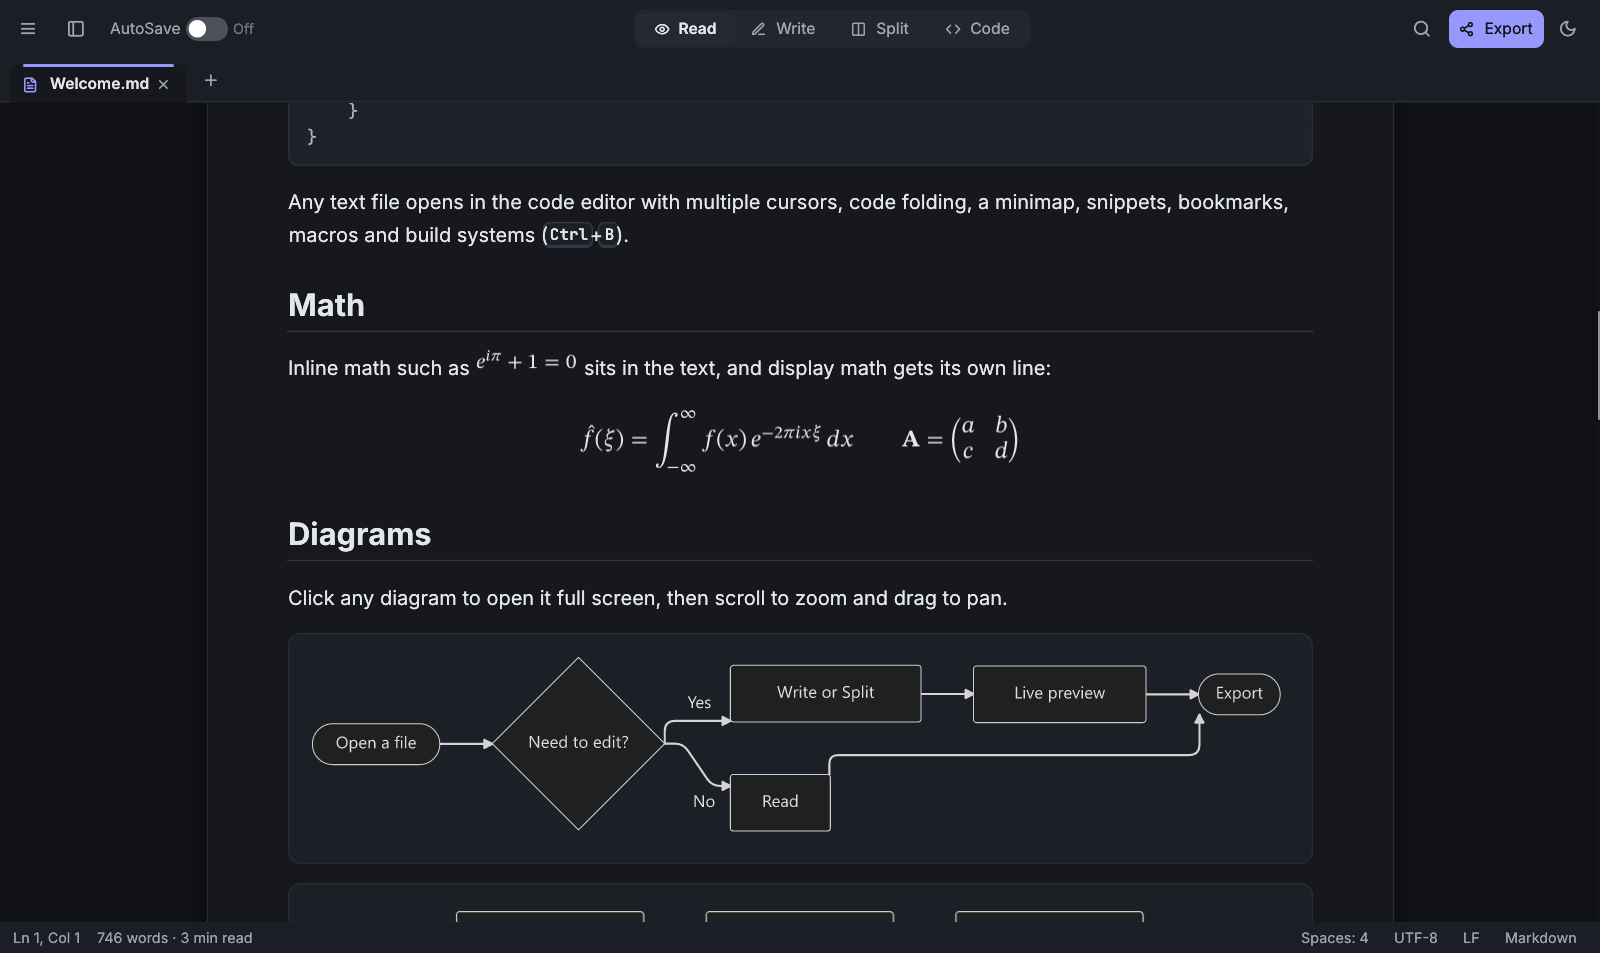 AutoSave Off Read Write Split Code Export
Welcome.md
}
}
Any text file opens in the code editor with multiple cursors, code folding, a minimap, snippets, bookmarks,
macros and build systems (Ctrl+B).
Math
Inline math such as e^{iπ} + 1 = 0 sits in the text, and display math gets its own line:
f̂(ξ) = ∫_{−∞}^{∞} f(x) e^{−2πixξ} dx A = (a b
c d)
Diagrams
Click any diagram to open it full screen, then scroll to zoom and drag to pan.
Open a file
Need to edit?
Yes
Write or Split
Live preview
Export
No
Read
Ln 1, Col 1 746 words · 3 min read Spaces: 4 UTF-8 LF Markdown